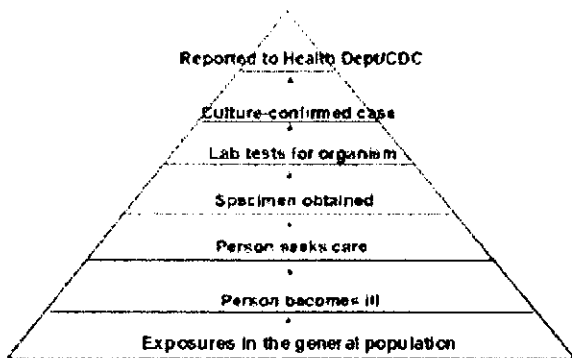 Reported to Health Dept/CDC
Culture-confirmed case
Lab tests for organism
Specimen obtained
Person seeks care
Person becomes ill
Exposures in the general population